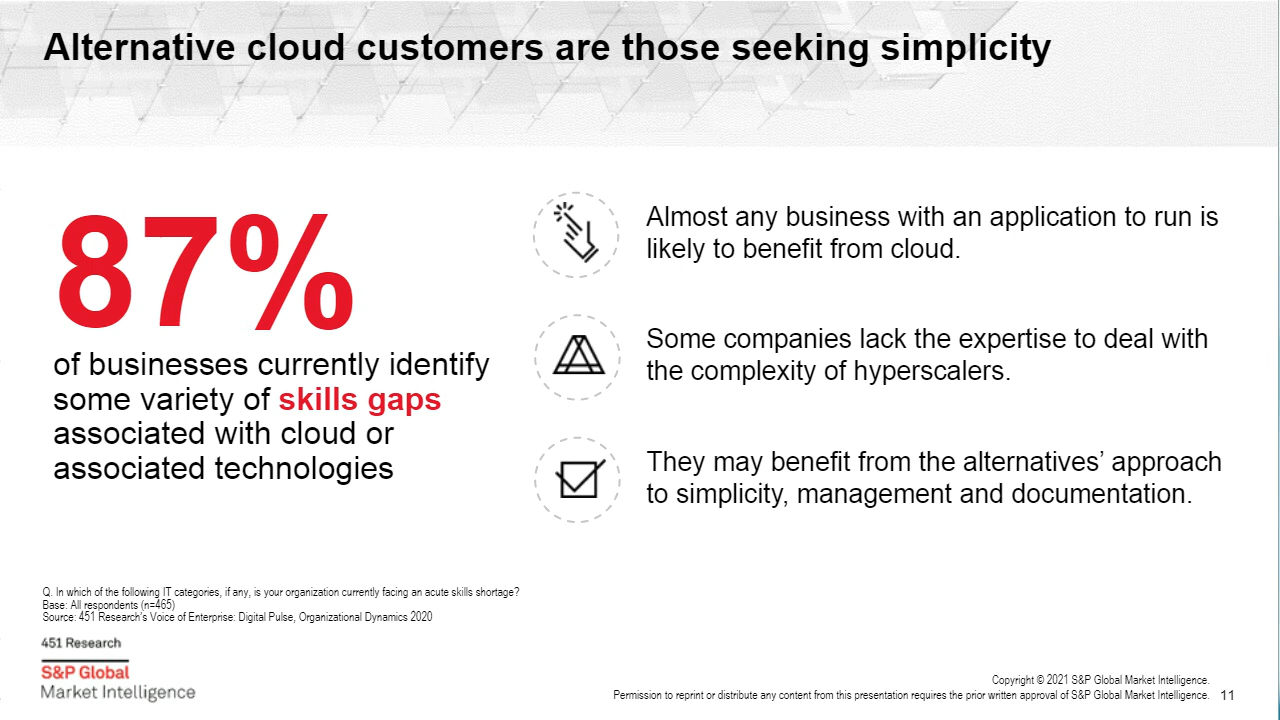 Alternative cloud customers are those seeking simplicity
87%
of businesses currently identify
some variety of skills gaps
associated with cloud or
associated technologies
Almost any business with an application to run is
likely to benefit from cloud.
Some companies lack the expertise to deal with
the complexity of hyperscalers.
They may benefit from the alternatives’ approach
to simplicity, management and documentation.
Q. In which of the following IT categories, if any, is your organization currently facing an acute skills shortage?
Base: All respondents (n=465)
Source: 451 Research's Voice of Enterprise: Digital Pulse, Organizational Dynamics 2020
451 Research
S&P Global
Market Intelligence
Copyright © 2021 S&P Global Market Intelligence.
Permission to reprint or distribute any content from this presentation requires the prior written approval of S&P Global Market Intelligence. 11